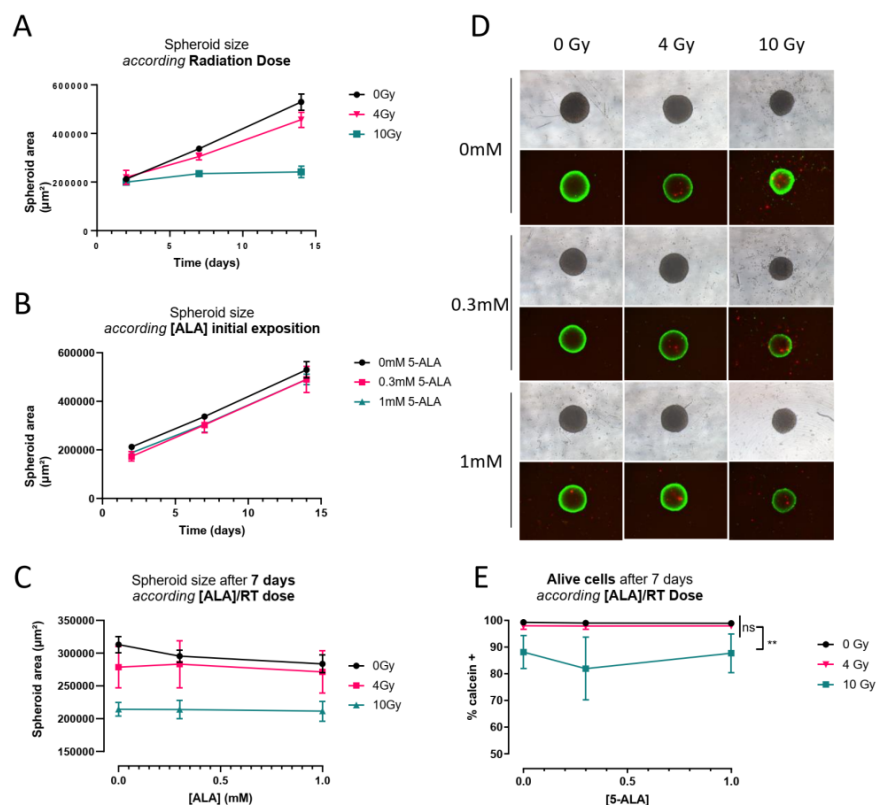 A
Spheroid size
according Radiation Dose
600000
400000
200000
0
0
5
10
15
Spheroid area
(µm²)
Time (days)
0Gy
4Gy
10Gy
B
Spheroid size
according [ALA] initial exposition
600000
400000
200000
0
0
5
10
15
Spheroid area
(µm²)
Time (days)
0mM 5-ALA
0.3mM 5-ALA
1mM 5-ALA
C
Spheroid size after 7 days
according [ALA]/RT dose
350000
300000
250000
200000
150000
0.0
0.5
1.0
Spheroid area (µm²)
[ALA] (mM)
0Gy
4Gy
10Gy
D
0 Gy
4 Gy
10 Gy
0mM
0.3mM
1mM
E
Alive cells after 7 days
according [ALA]/RT Dose
100
90
80
70
60
50
0.0
0.5
1.0
% calcein +
[5-ALA]
ns
**
0 Gy
4 Gy
10 Gy